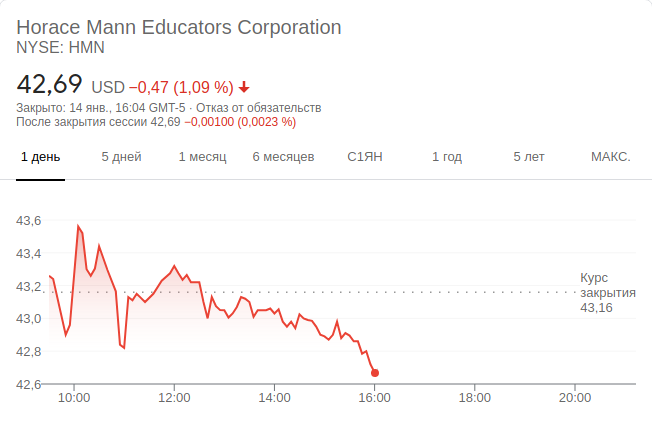 Horace Mann Educators Corporation
NYSE: HMN
42,69 USD −0,47 (1,09 %)
Закрыто: 14 янв., 16:04 GMT-5 · Отказ от обязательств
После закрытия сессии 42,69 −0,00100 (0,0023 %)
1 день 5 дней 1 месяц 6 месяцев С1ЯН 1 год 5 лет МАКС.
43,6
43,4
43,2
43,0
42,8
42,6
Курс
закрытия
43,16
10:00 12:00 14:00 16:00 18:00 20:00